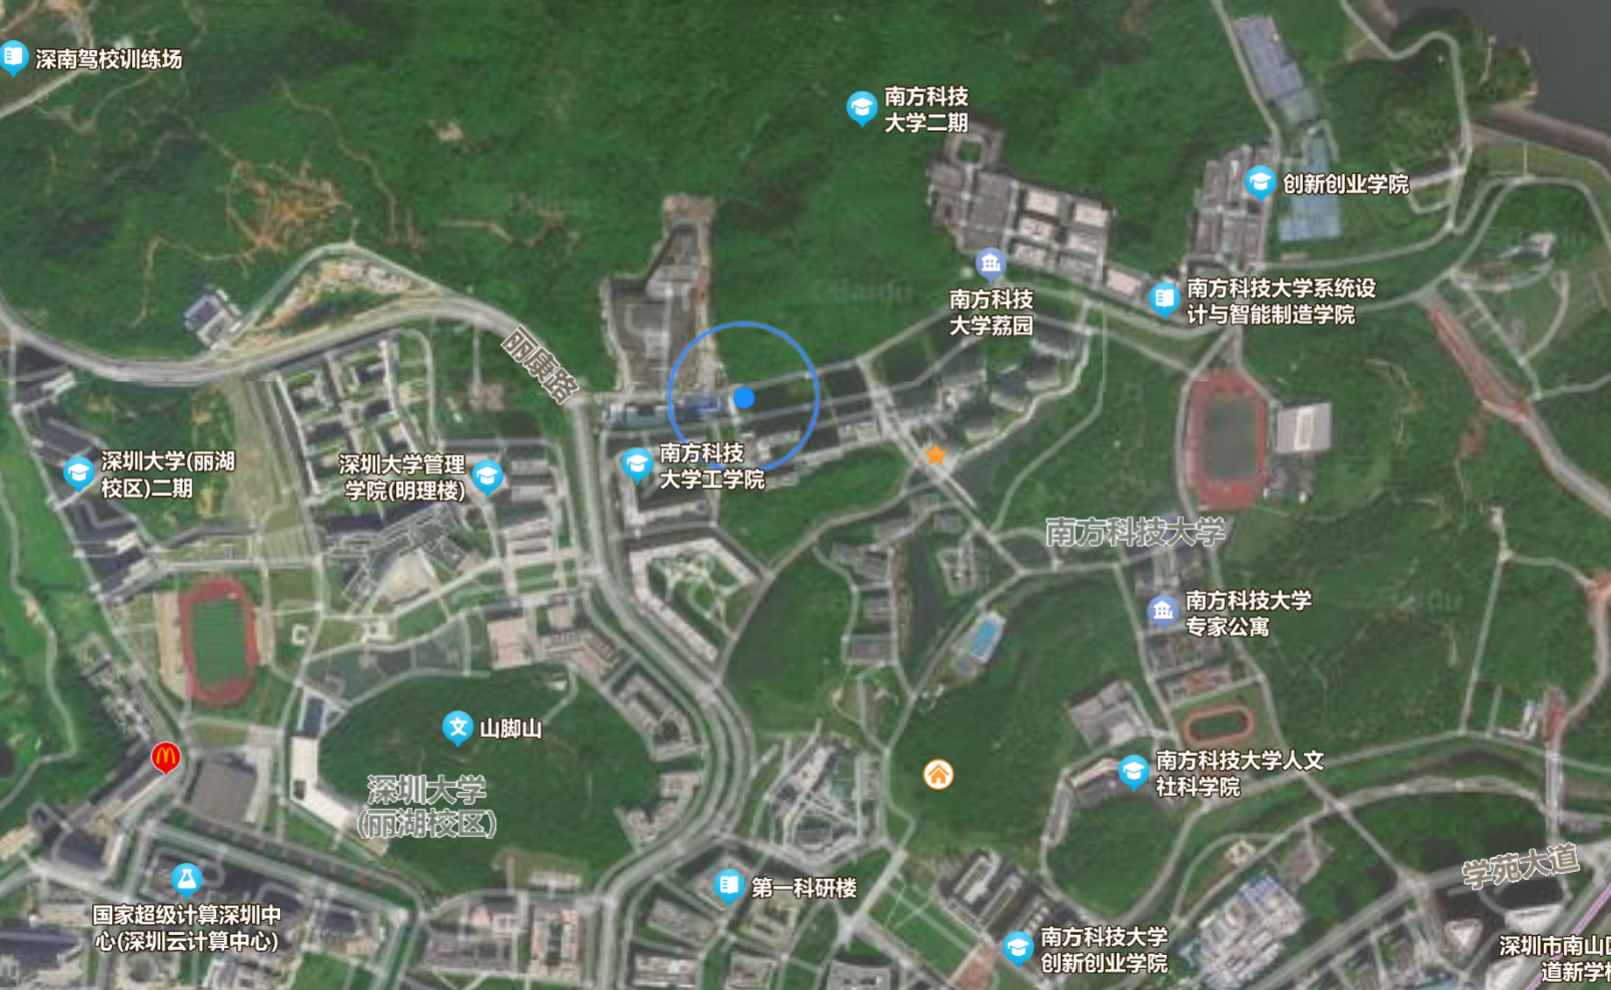 深南驾校训练场
南方科技
大学二期
创新创业学院
南方科技
大学荔园
南方科技大学系统设
计与智能制造学院
丽康路
深圳大学(丽湖
校区)二期
深圳大学管理
学院(明理楼)
南方科技
大学工学院
南方科技大学
南方科技大学
专家公寓
文
山脚山
深圳大学
(丽湖校区)
南方科技大学人文
社科学院
学苑大道
第一科研楼
国家超级计算深圳中
心(深圳云计算中心)
南方科技大学
创新创业学院
深圳市南山
道新学